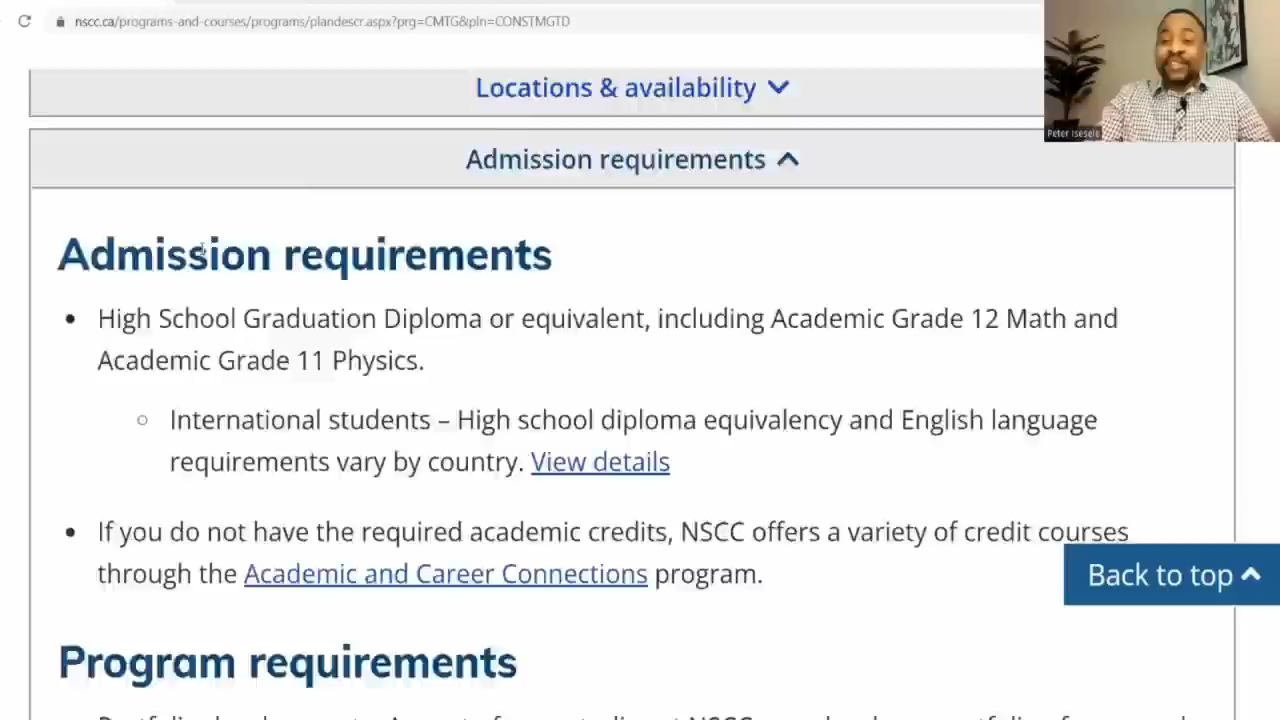 nscc.ca/programs-and-courses/programs/plandescr.aspx?prg=CMTG&pln=CONSTMGTD
Locations & availability
Peter Isesele
Admission requirements
Admission requirements
• High School Graduation Diploma or equivalent, including Academic Grade 12 Math and
Academic Grade 11 Physics.
○ International students – High school diploma equivalency and English language
requirements vary by country. View details
• If you do not have the required academic credits, NSCC offers a variety of credit courses
through the Academic and Career Connections program.
Back to top
Program requirements